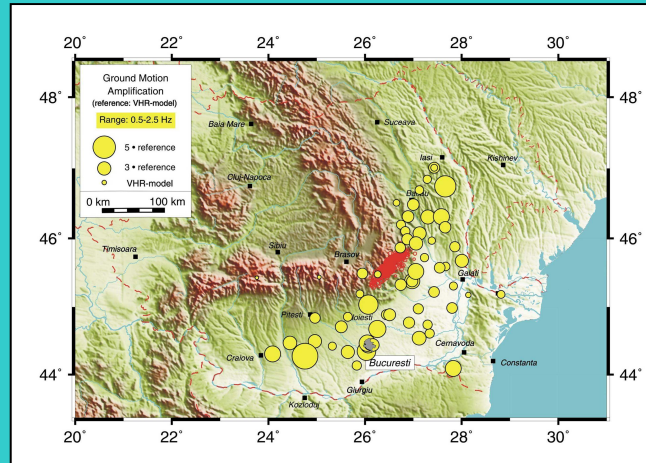 20° 22° 24° 26° 28° 30°
48° 48°
46° 46°
44° 44°
20° 22° 24° 26° 28° 30°
Ground Motion
Amplification
(reference: VHR-model)
Range: 0.5-2.5 Hz
5 • reference
3 • reference
VHR-model
0 km 100 km
Baia Mare
Suceava
Iasi
Kishinev
Cluj-Napoca
Bacau
Timisoara
Sibiu
Brasov
Galati
Pitesti
Ploiesti
Craiova
Bucuresti
Cernavoda
Constanta
Giurgiu
Kozloduj